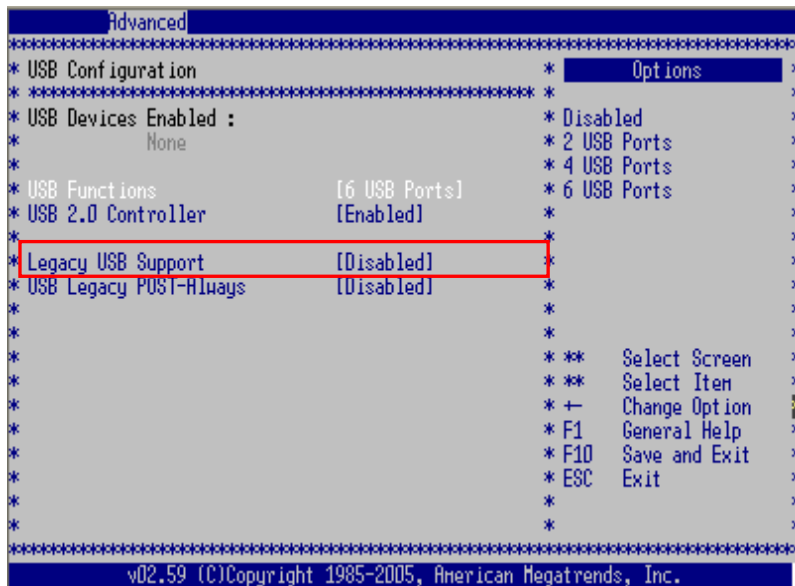 Advanced
* USB Configuration * Options
* USB Devices Enabled : * Disabled
* None * 2 USB Ports
* * 4 USB Ports
* USB Functions [6 USB Ports] * 6 USB Ports
* USB 2.0 Controller [Enabled] *
* Legacy USB Support [Disabled] *
* USB Legacy POST-Always [Disabled] *
* * ** Select Screen
* * ** Select Item
* * +- Change Option
* * F1 General Help
* * F10 Save and Exit
* * ESC Exit
v02.59 (C)Copyright 1985-2005, American Megatrends, Inc.